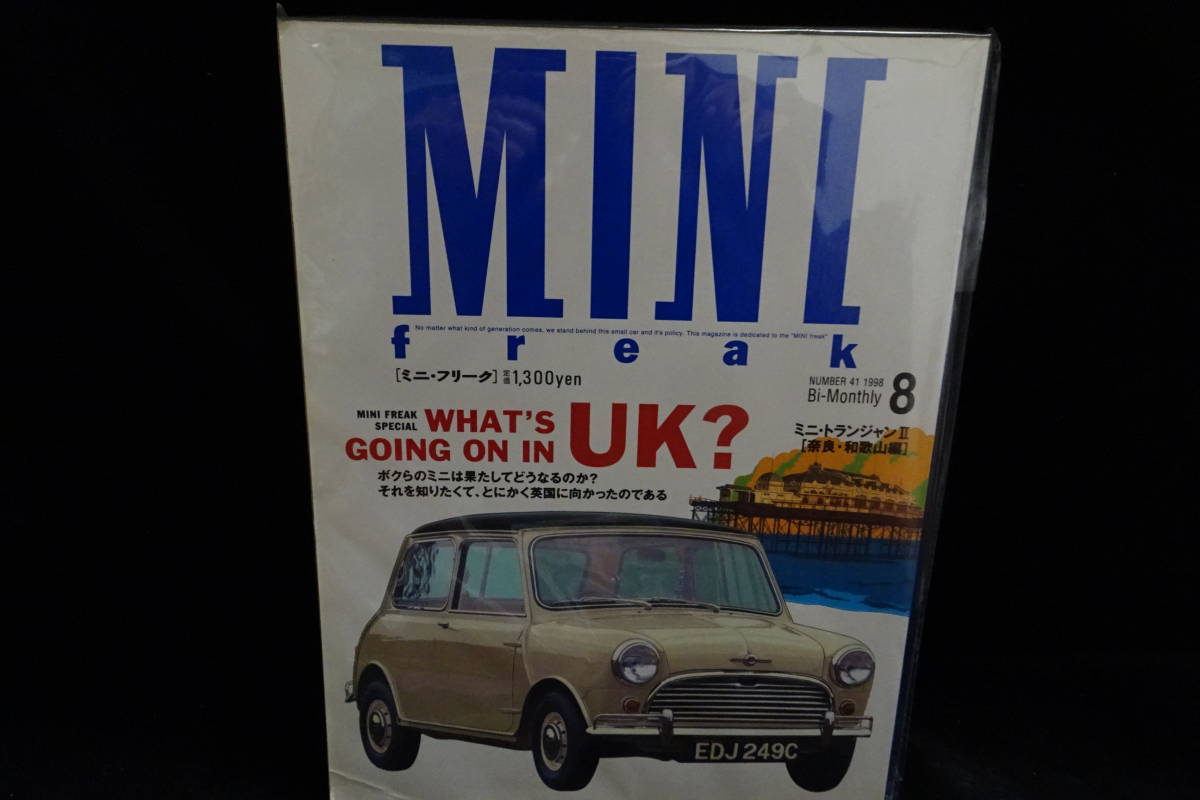 MINI
No matter what kind of generation comes, we stand behind this small car and it's policy. This magazine is dedicated to the "MINI freak"
freak
[ミニ・フリーク] 定価1,300yen
NUMBER 41 1998
Bi-Monthly 8
MINI FREAK
SPECIAL
WHAT'S
GOING ON IN UK?
ボクらのミニは果たしてどうなるのか?
それを知りたくて、とにかく英国に向かったのである
ミニ・トランジャンⅡ
[奈良・和歌山編]
EDJ 249C